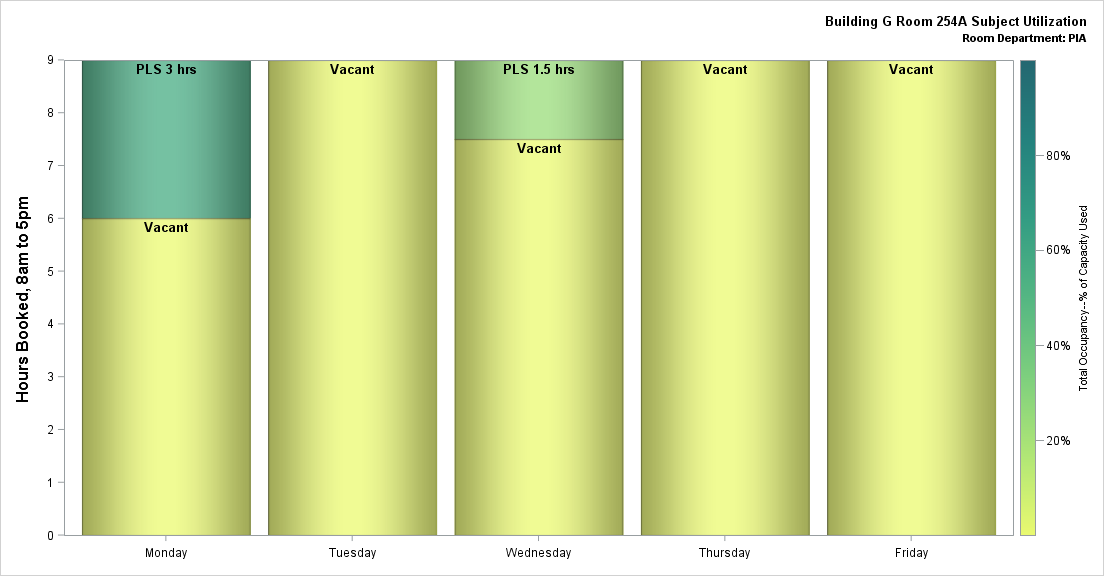 Building G Room 254A Subject Utilization
Room Department: PIA
Hours Booked, 8am to 5pm
9
8
7
6
5
4
3
2
1
0
PLS 3 hrs
Vacant
Vacant
PLS 1.5 hrs
Vacant
Vacant
Vacant
Monday
Tuesday
Wednesday
Thursday
Friday
80%
60%
40%
20%
Total Occupancy--% of Capacity Used